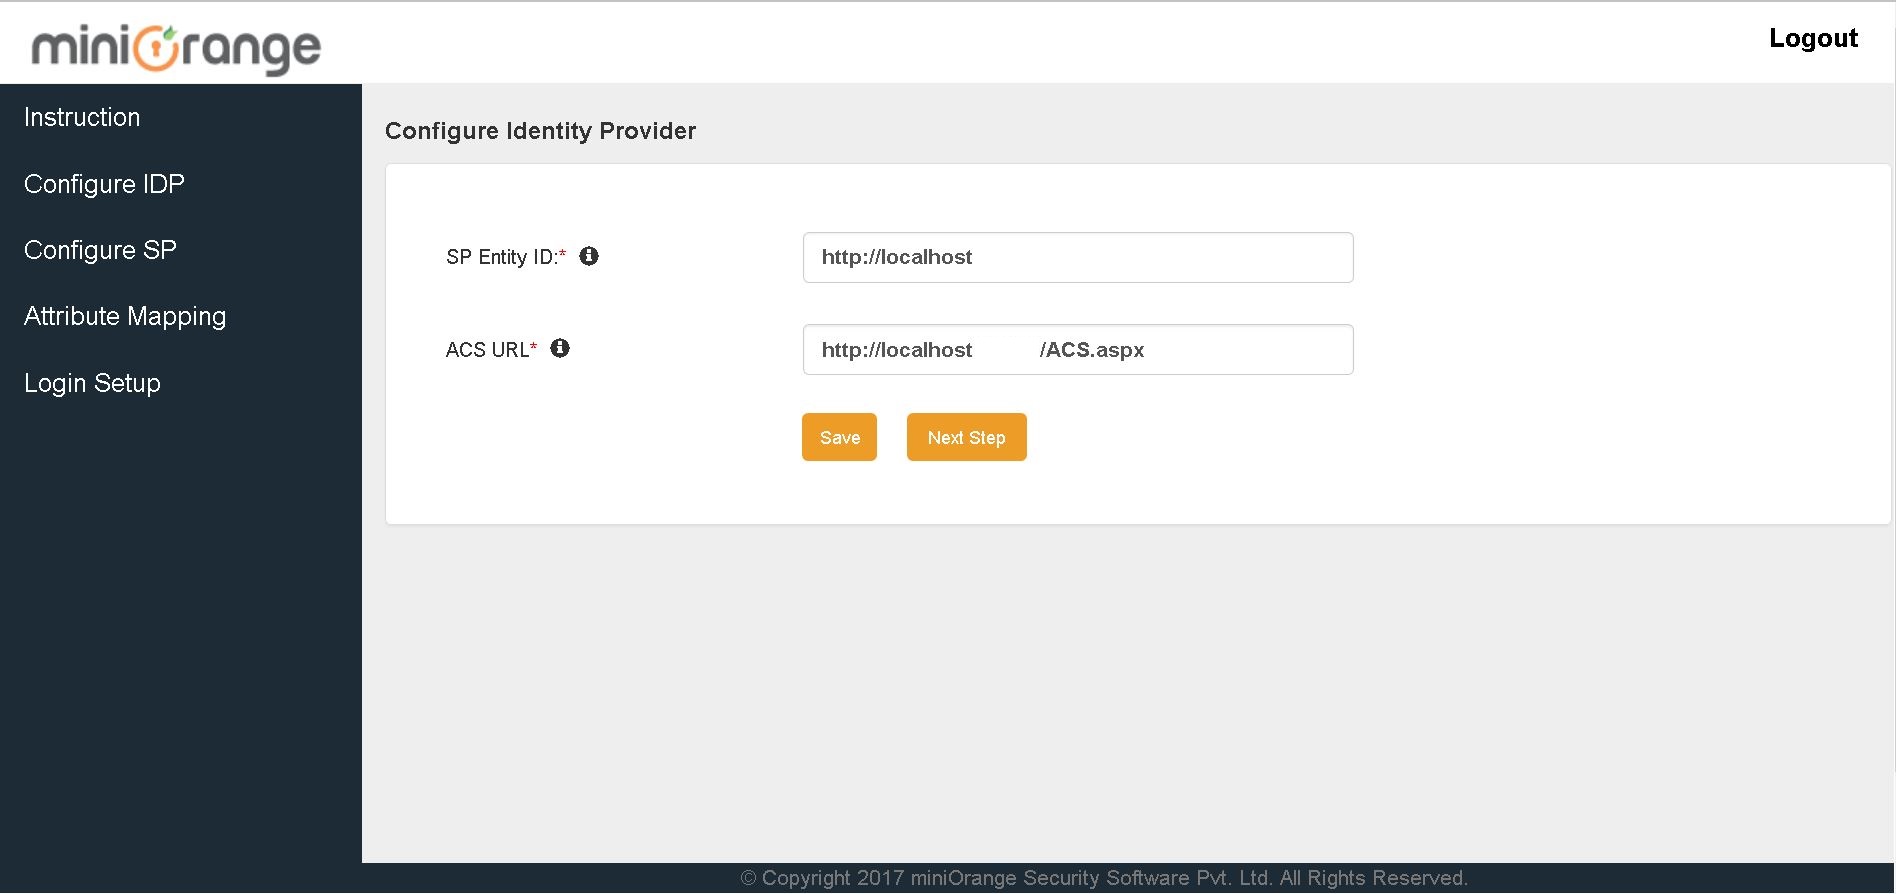 miniOrange
Logout
Instruction
Configure IDP
Configure SP
Attribute Mapping
Login Setup
Configure Identity Provider
SP Entity ID:*
http://localhost
ACS URL*
http://localhost /ACS.aspx
Save
Next Step
© Copyright 2017 miniOrange Security Software Pvt. Ltd. All Rights Reserved.